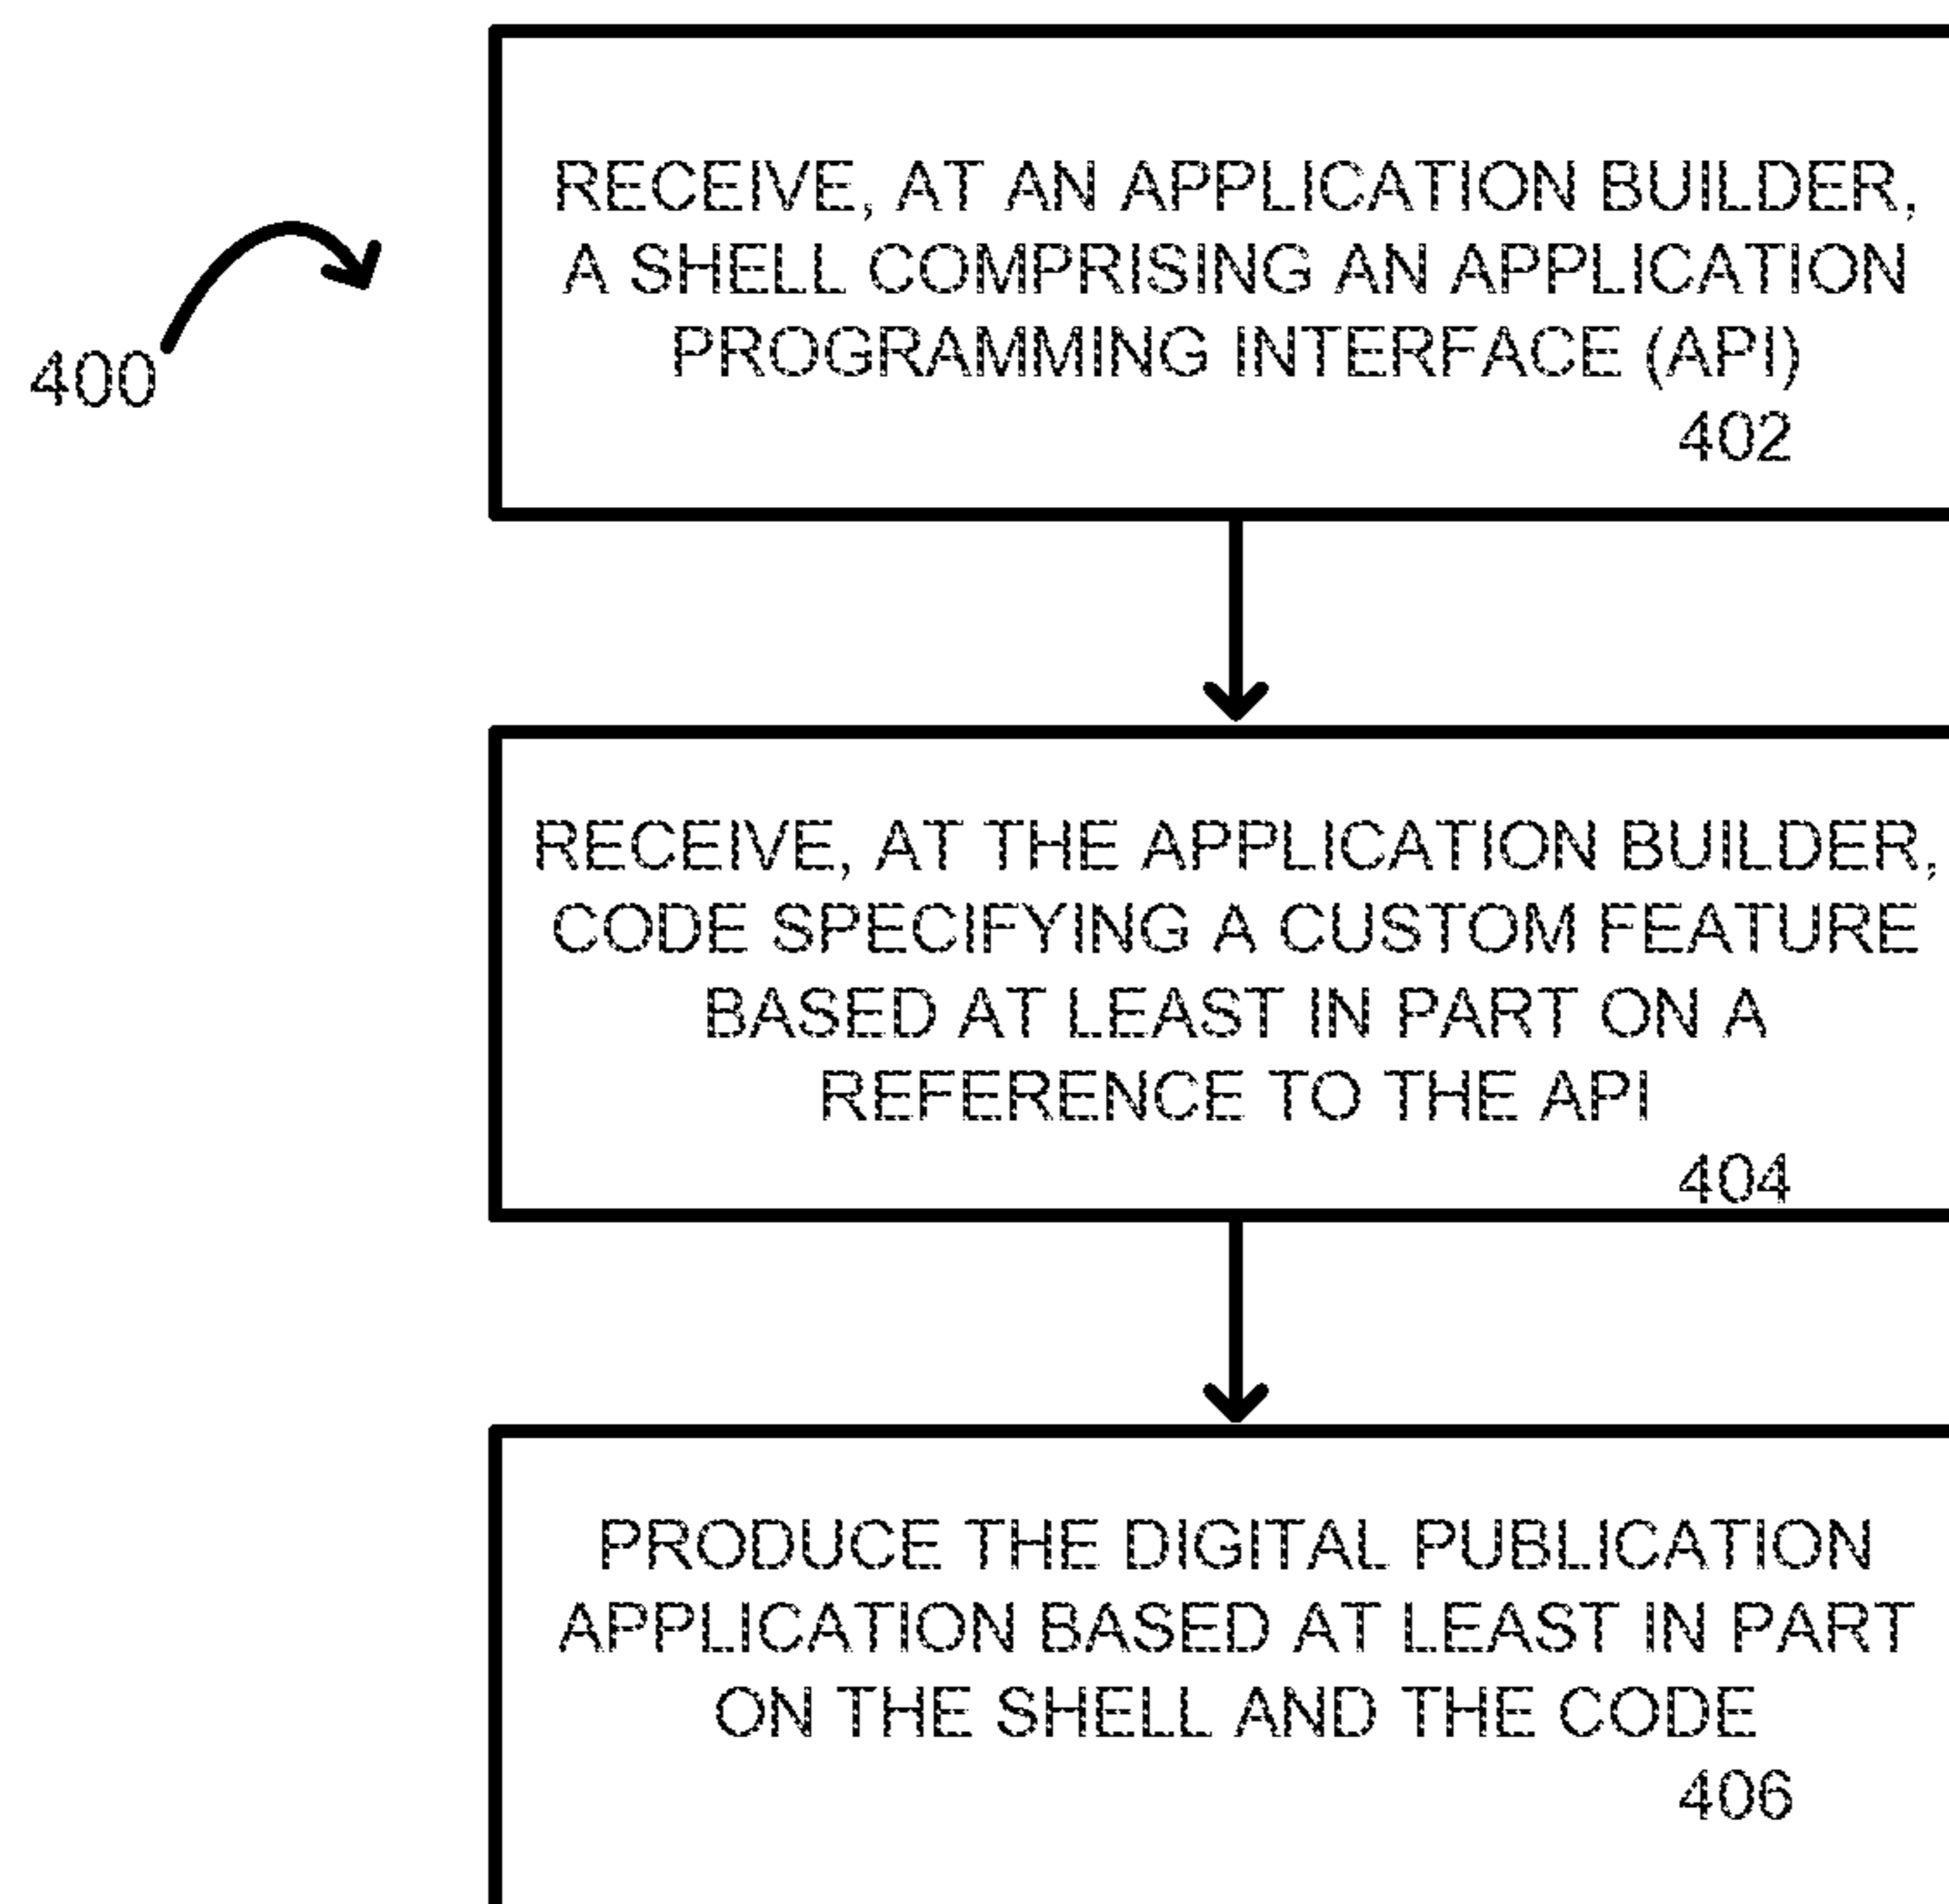 400
RECEIVE, AT AN APPLICATION BUILDER,
A SHELL COMPRISING AN APPLICATION
PROGRAMMING INTERFACE (API)
402
RECEIVE, AT THE APPLICATION BUILDER,
CODE SPECIFYING A CUSTOM FEATURE
BASED AT LEAST IN PART ON A
REFERENCE TO THE API
404
PRODUCE THE DIGITAL PUBLICATION
APPLICATION BASED AT LEAST IN PART
ON THE SHELL AND THE CODE
406